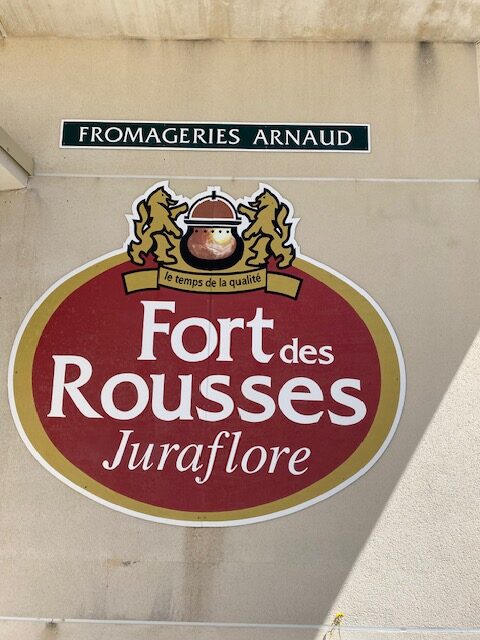 FROMAGERIES ARNAUD
le temps de la qualité
Fort des
Rousses
Juraflore